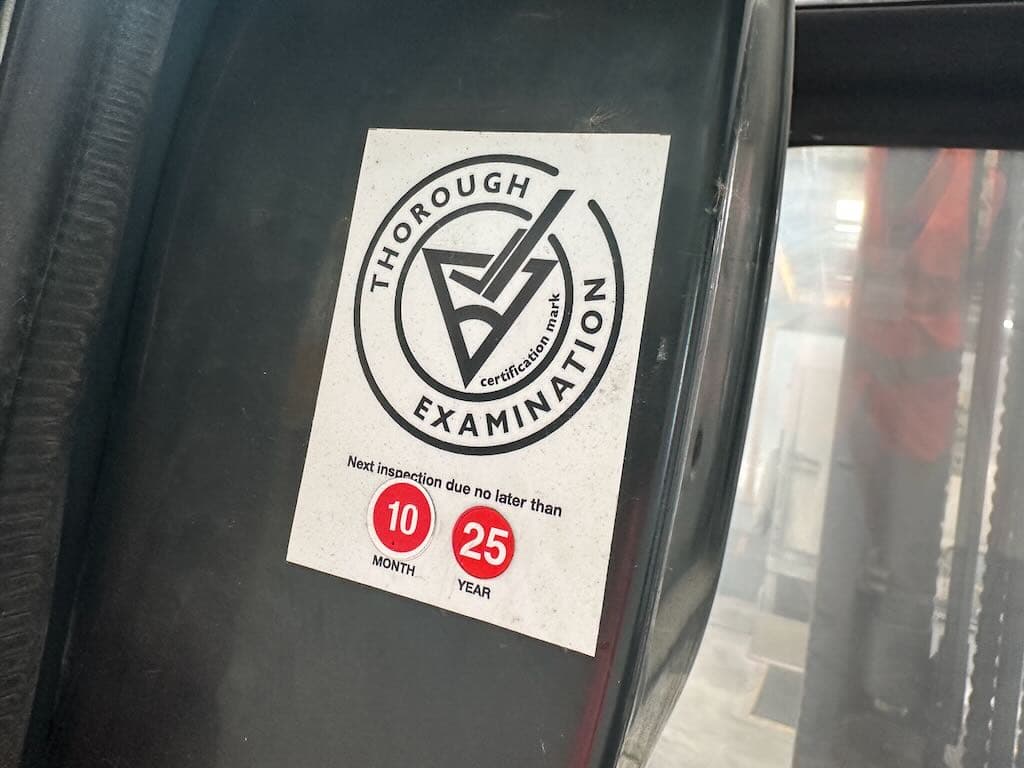 THOROUGH
EXAMINATION
certification mark
Next inspection due no later than
10 25
MONTH YEAR